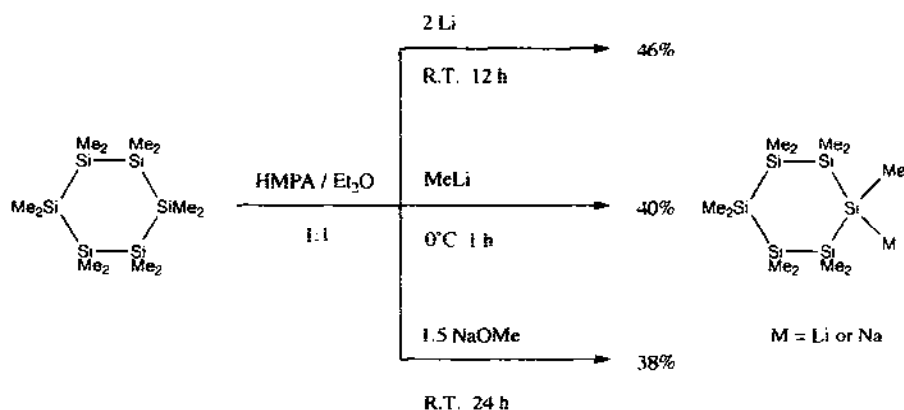 2 Li
46%
R.T. 12 h
Me2 Me2
Si Si
Me2Si SiMe2
Si Si
Me2 Me2
HMPA / Et2O
1:1
MeLi
40%
0°C 1 h
Me2 Me2
Si Si Me
Me2Si Si
Si Si M
Me2 Me2
1.5 NaOMe
38%
R.T. 24 h
M = Li or Na